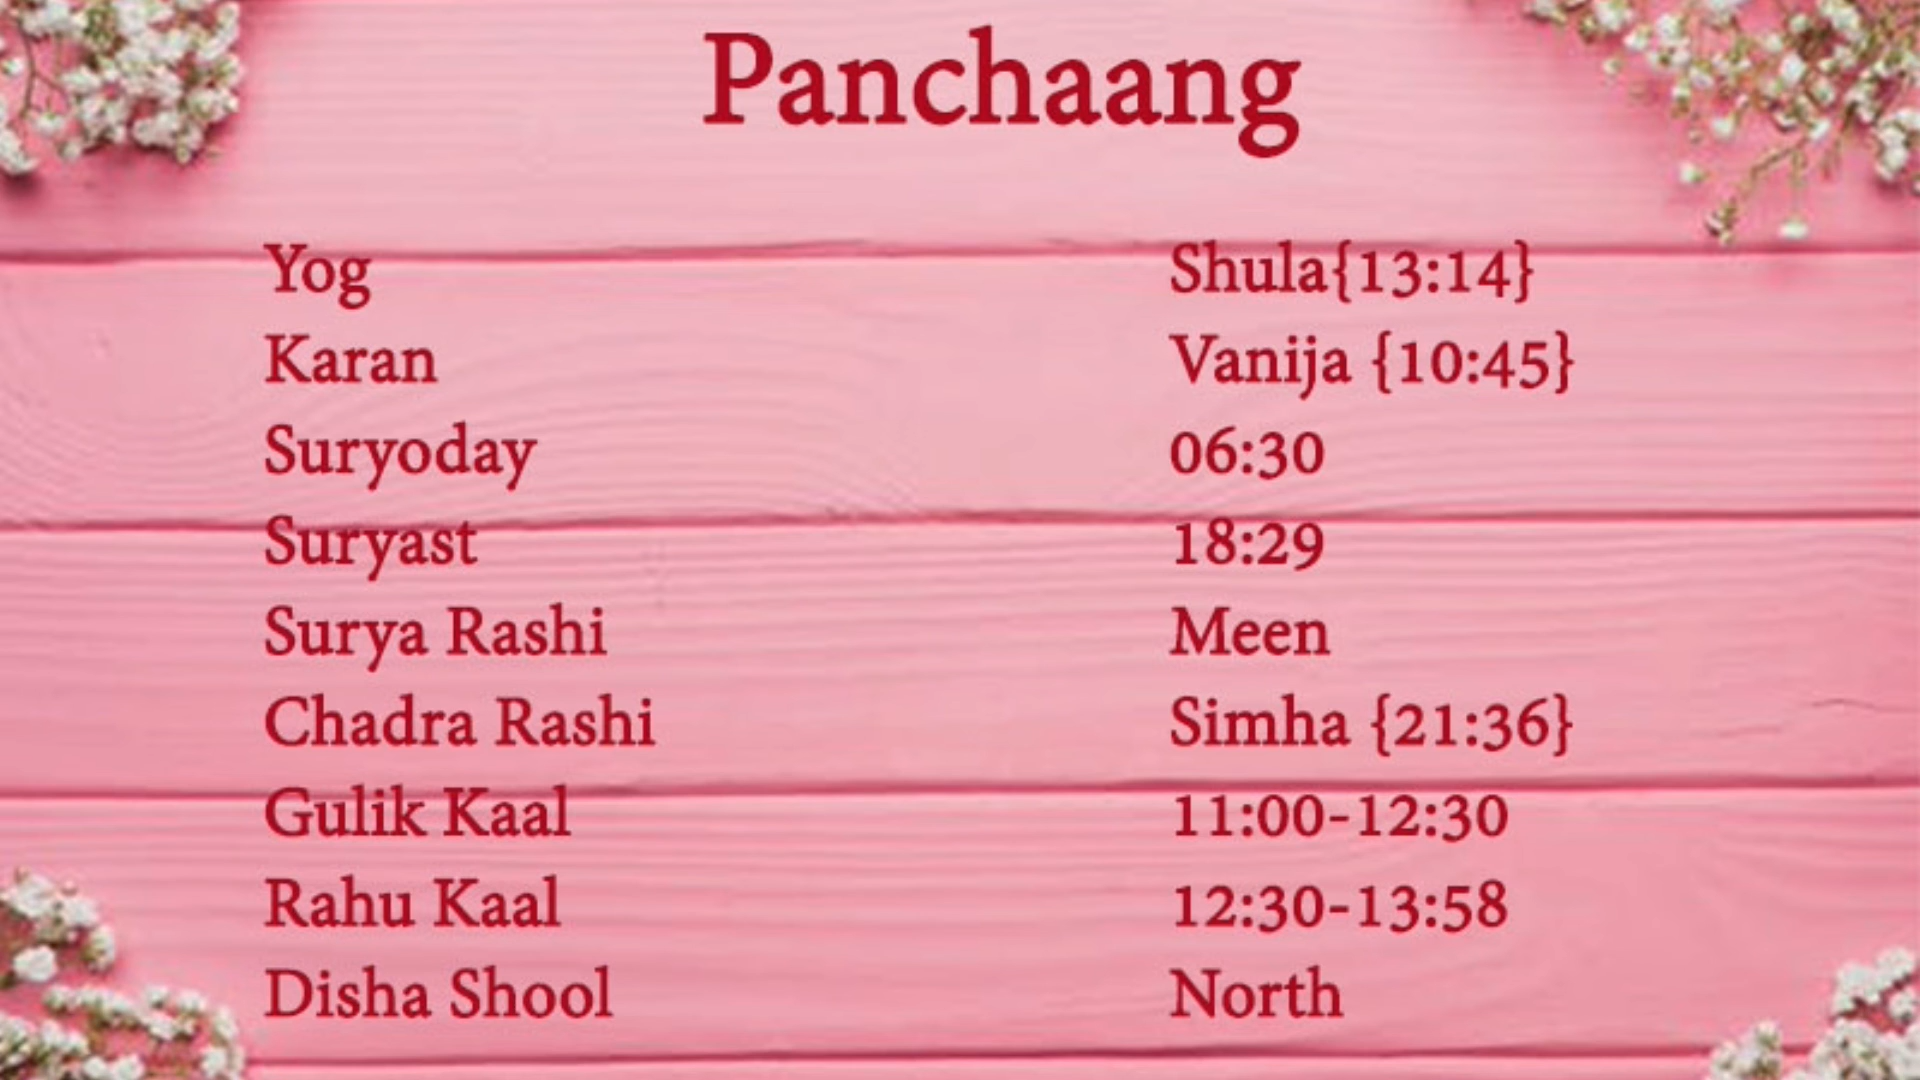 Panchaang
Yog Shula{13:14}
Karan Vanija {10:45}
Suryoday 06:30
Suryast 18:29
Surya Rashi Meen
Chadra Rashi Simha {21:36}
Gulik Kaal 11:00-12:30
Rahu Kaal 12:30-13:58
Disha Shool North